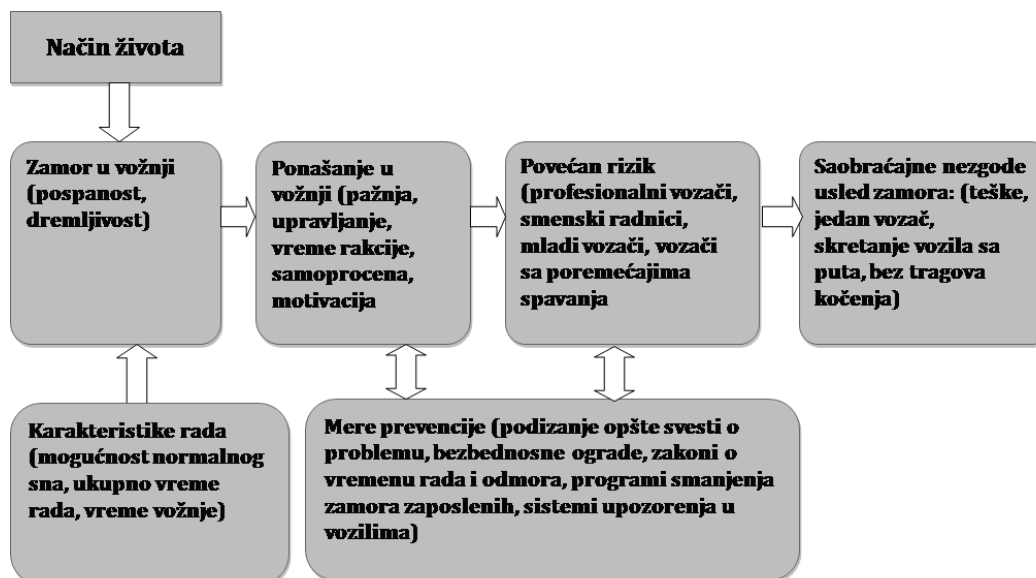 Način života
Zamor u vožnji
(pospanost,
dremljivost)
Ponašanje u
vožnji (pažnja,
upravljanje,
vreme rakcije,
samoprocena,
motivacija
Povećan rizik
(profesionalni vozači,
smenski radnici,
mladi vozači, vozači
sa poremećajima
spavanja
Saobraćajne nezgode
usled zamora: (teške,
jedan vozač,
skretanje vozila sa
puta, bez tragova
kočenja)
Karakteristike rada
(mogućnost normalnog
sna, ukupno vreme
rada, vreme vožnje)
Mere prevencije (podizanje opšte svesti o
problemu, bezbednosne ograde, zakoni o
vremenu rada i odmora, programi smanjenja
zamora zaposlenih, sistemi upozorenja u
vozilima)